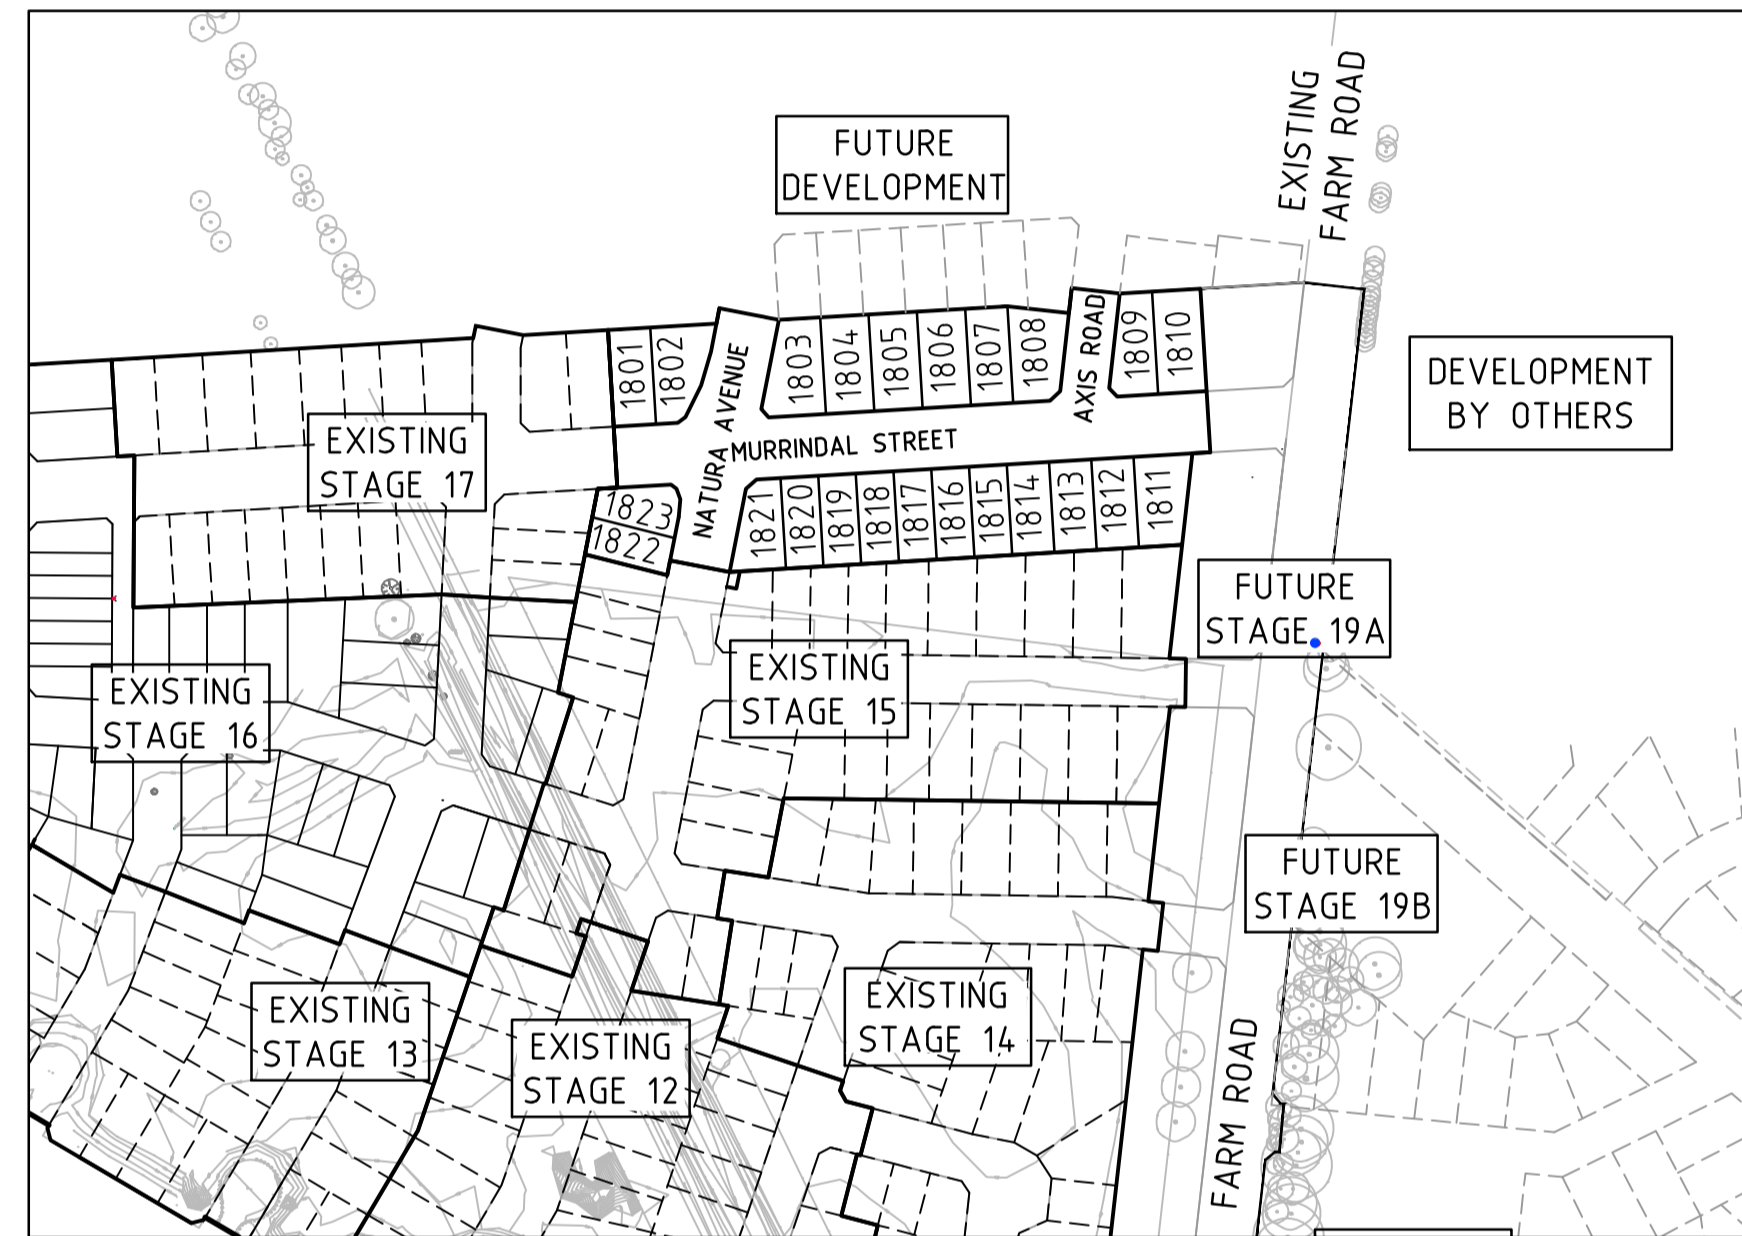 EXISTING
FARM ROAD
FUTURE
DEVELOPMENT
1801
1802
NATURA AVENUE
1803
1804
1805
1806
1807
1808
AXIS ROAD
1809
1810
DEVELOPMENT
BY OTHERS
EXISTING
STAGE 17
MURRINDAL STREET
1823
1822
1821
1820
1819
1818
1817
1816
1815
1814
1813
1812
1811
FUTURE
STAGE 19A
EXISTING
STAGE 16
EXISTING
STAGE 15
FUTURE
STAGE 19B
EXISTING
STAGE 13
EXISTING
STAGE 12
EXISTING
STAGE 14
FARM ROAD